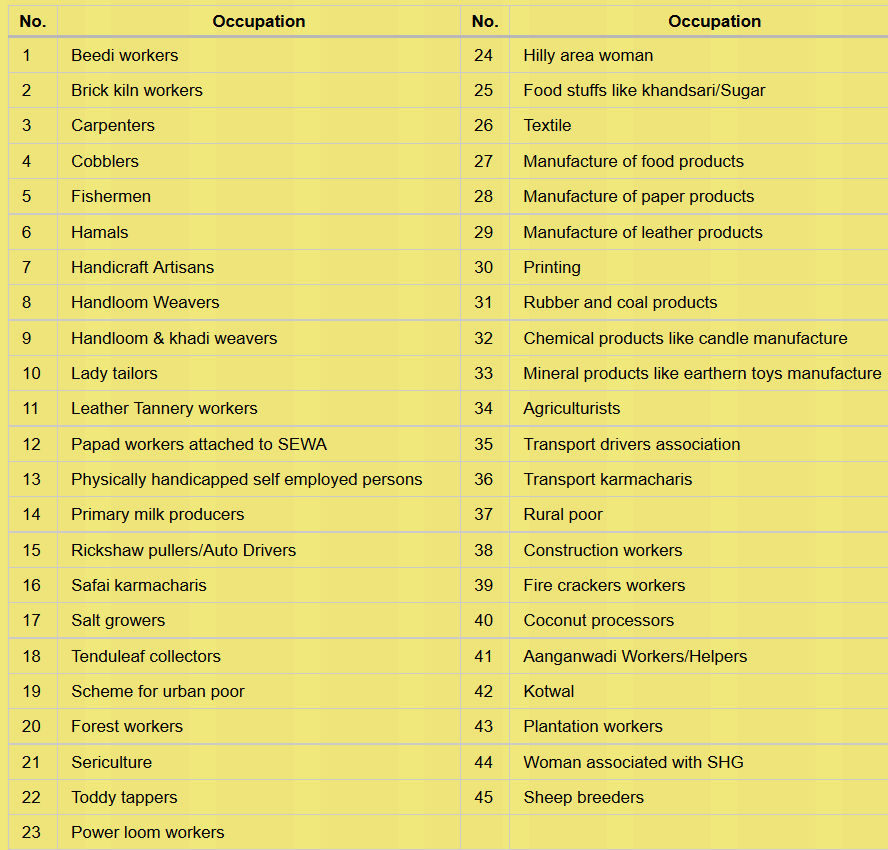 No. Occupation No. Occupation
1 Beedi workers 24 Hilly area woman
2 Brick kiln workers 25 Food stuffs like khandsari/Sugar
3 Carpenters 26 Textile
4 Cobblers 27 Manufacture of food products
5 Fishermen 28 Manufacture of paper products
6 Hamals 29 Manufacture of leather products
7 Handicraft Artisans 30 Printing
8 Handloom Weavers 31 Rubber and coal products
9 Handloom & khadi weavers 32 Chemical products like candle manufacture
10 Lady tailors 33 Mineral products like earthern toys manufacture
11 Leather Tannery workers 34 Agriculturists
12 Papad workers attached to SEWA 35 Transport drivers association
13 Physically handicapped self employed persons 36 Transport karmacharis
14 Primary milk producers 37 Rural poor
15 Rickshaw pullers/Auto Drivers 38 Construction workers
16 Safai karmacharis 39 Fire crackers workers
17 Salt growers 40 Coconut processors
18 Tenduleaf collectors 41 Aanganwadi Workers/Helpers
19 Scheme for urban poor 42 Kotwal
20 Forest workers 43 Plantation workers
21 Sericulture 44 Woman associated with SHG
22 Toddy tappers 45 Sheep breeders
23 Power loom workers